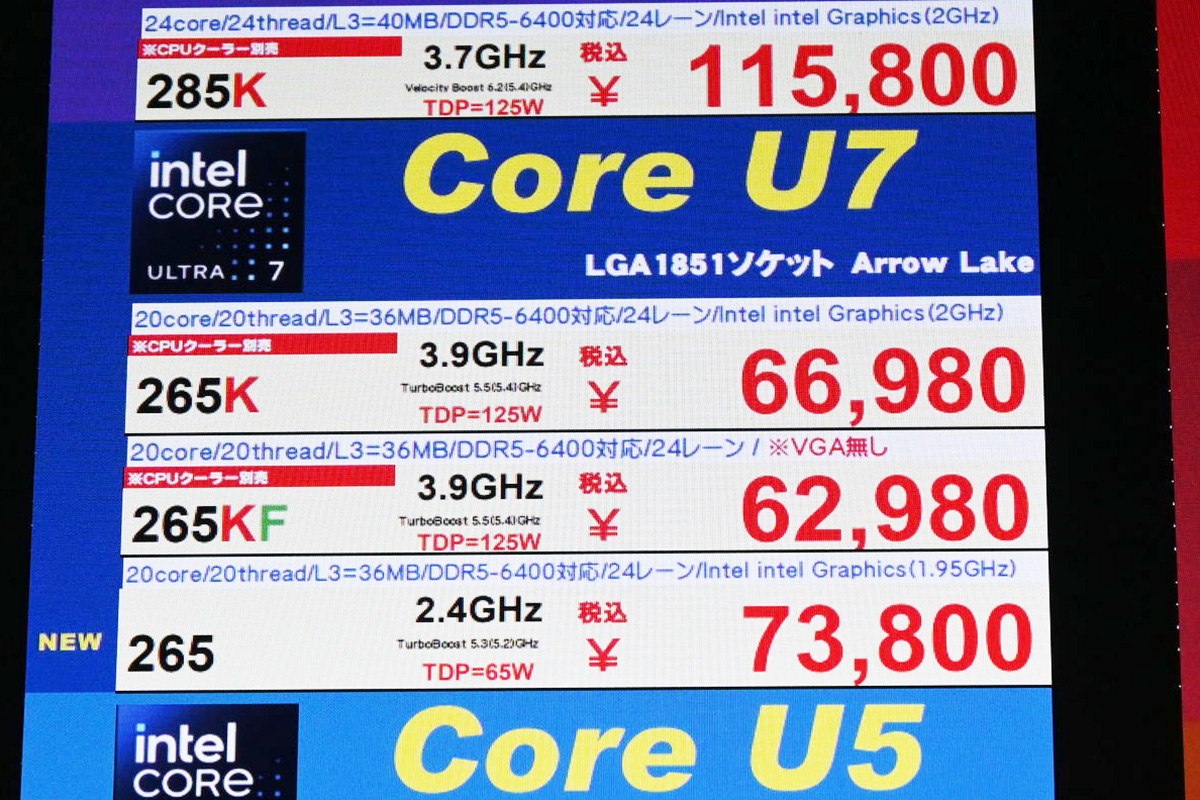 24core/24thread/L3=40MB/DDR5-6400対応/24レーン/Intel intel Graphics(2GHz)
※CPUクーラー別売
285K
3.7GHz
Velocity Boost 6.2(5.4)GHz
TDP=125W
税込
¥
115,800
intel
CORE
ULTRA 7
Core U7
LGA1851ソケット Arrow Lake
20core/20thread/L3=36MB/DDR5-6400対応/24レーン/Intel intel Graphics(2GHz)
※CPUクーラー別売
265K
3.9GHz
TurboBoost 5.5(5.4)GHz
TDP=125W
税込
¥
66,980
20core/20thread/L3=36MB/DDR5-6400対応/24レーン / ※VGA無し
※CPUクーラー別売
265KF
3.9GHz
TurboBoost 5.5(5.4)GHz
TDP=125W
税込
¥
62,980
20core/20thread/L3=36MB/DDR5-6400対応/24レーン/Intel intel Graphics(1.95GHz)
NEW
265
2.4GHz
TurboBoost 5.3(5.2)GHz
TDP=65W
税込
¥
73,800
intel
CORE
Core U5